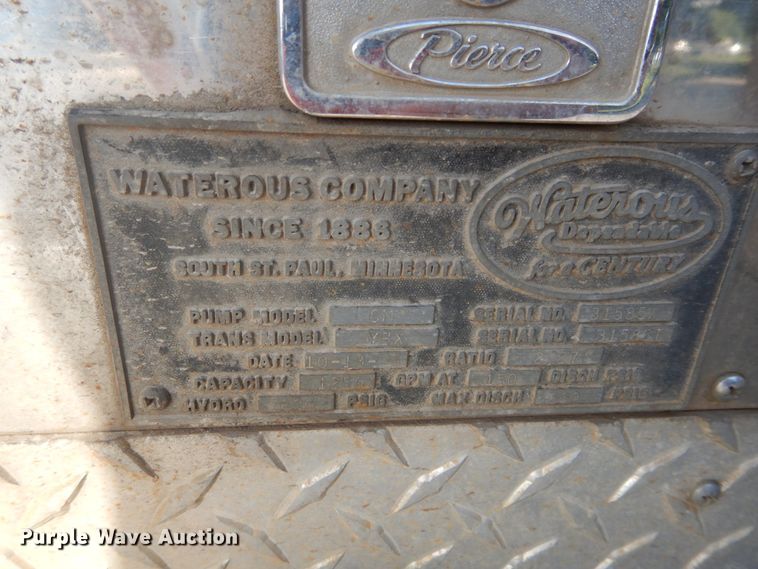 Pierce
WATEROUS COMPANY
SINCE 1886
SOUTH ST. PAUL, MINNESOTA
Waterous
Dependable
for a CENTURY
PUMP MODEL SERIAL NO.
TRANS MODEL SERIAL NO.
DATE RATIO
CAPACITY GPM AT DISCH PSIG
HYDRO PSIG MAX DISCH PSIG
Purple Wave Auction